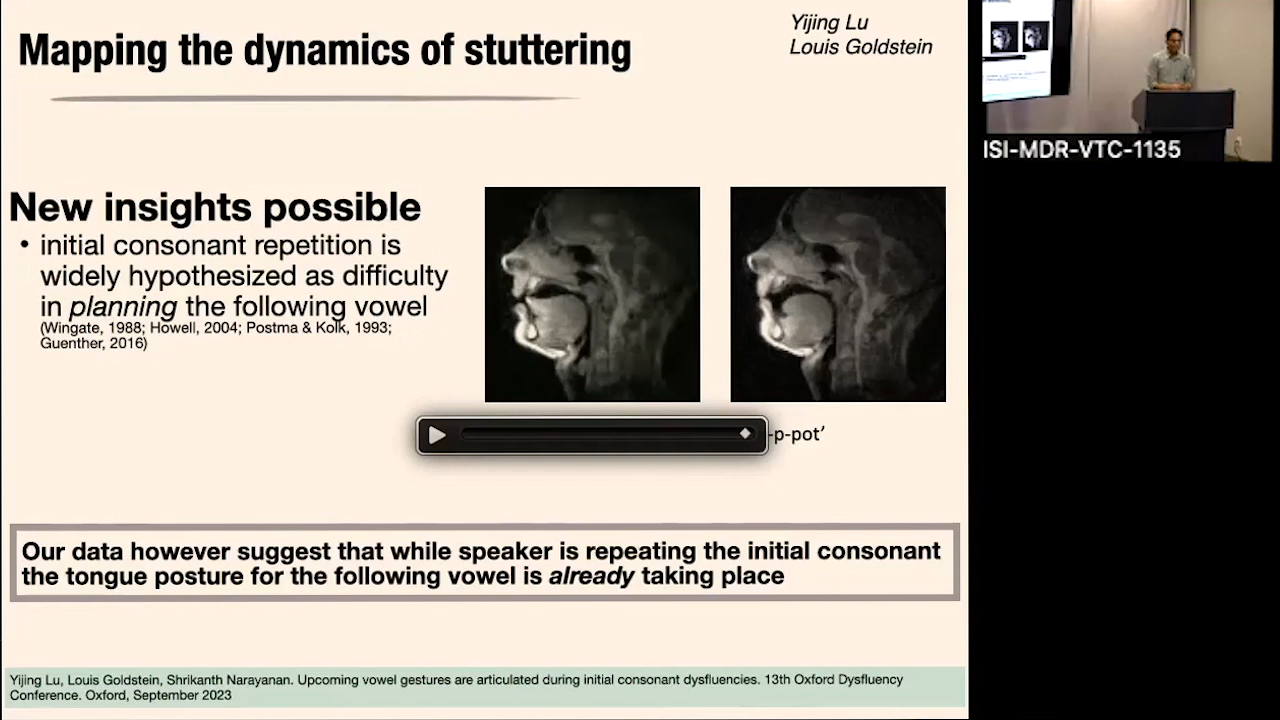 Mapping the dynamics of stuttering
Yijing Lu
Louis Goldstein
New insights possible
• initial consonant repetition is
widely hypothesized as difficulty
in planning the following vowel
(Wingate, 1988; Howell, 2004; Postma & Kolk, 1993;
Guenther, 2016)
-p-pot’
Our data however suggest that while speaker is repeating the initial consonant
the tongue posture for the following vowel is already taking place
Yijing Lu, Louis Goldstein, Shrikanth Narayanan. Upcoming vowel gestures are articulated during initial consonant dysfluencies. 13th Oxford Dysfluency
Conference. Oxford, September 2023
ISI-MDR-VTC-1135